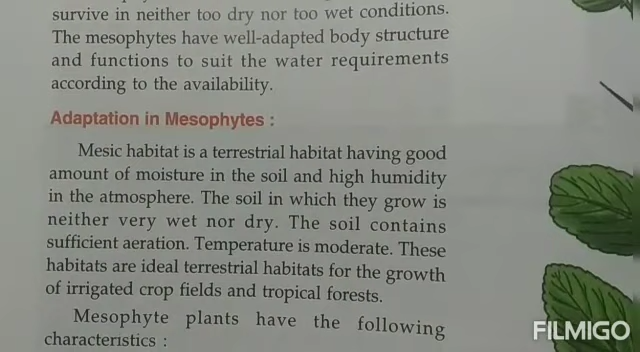 survive in neither too dry nor too wet conditions.
The mesophytes have well-adapted body structure
and functions to suit the water requirements
according to the availability.
Adaptation in Mesophytes :
Mesic habitat is a terrestrial habitat having good
amount of moisture in the soil and high humidity
in the atmosphere. The soil in which they grow is
neither very wet nor dry. The soil contains
sufficient aeration. Temperature is moderate. These
habitats are ideal terrestrial habitats for the growth
of irrigated crop fields and tropical forests.
Mesophyte plants have the following
characteristics :
FILMIGO